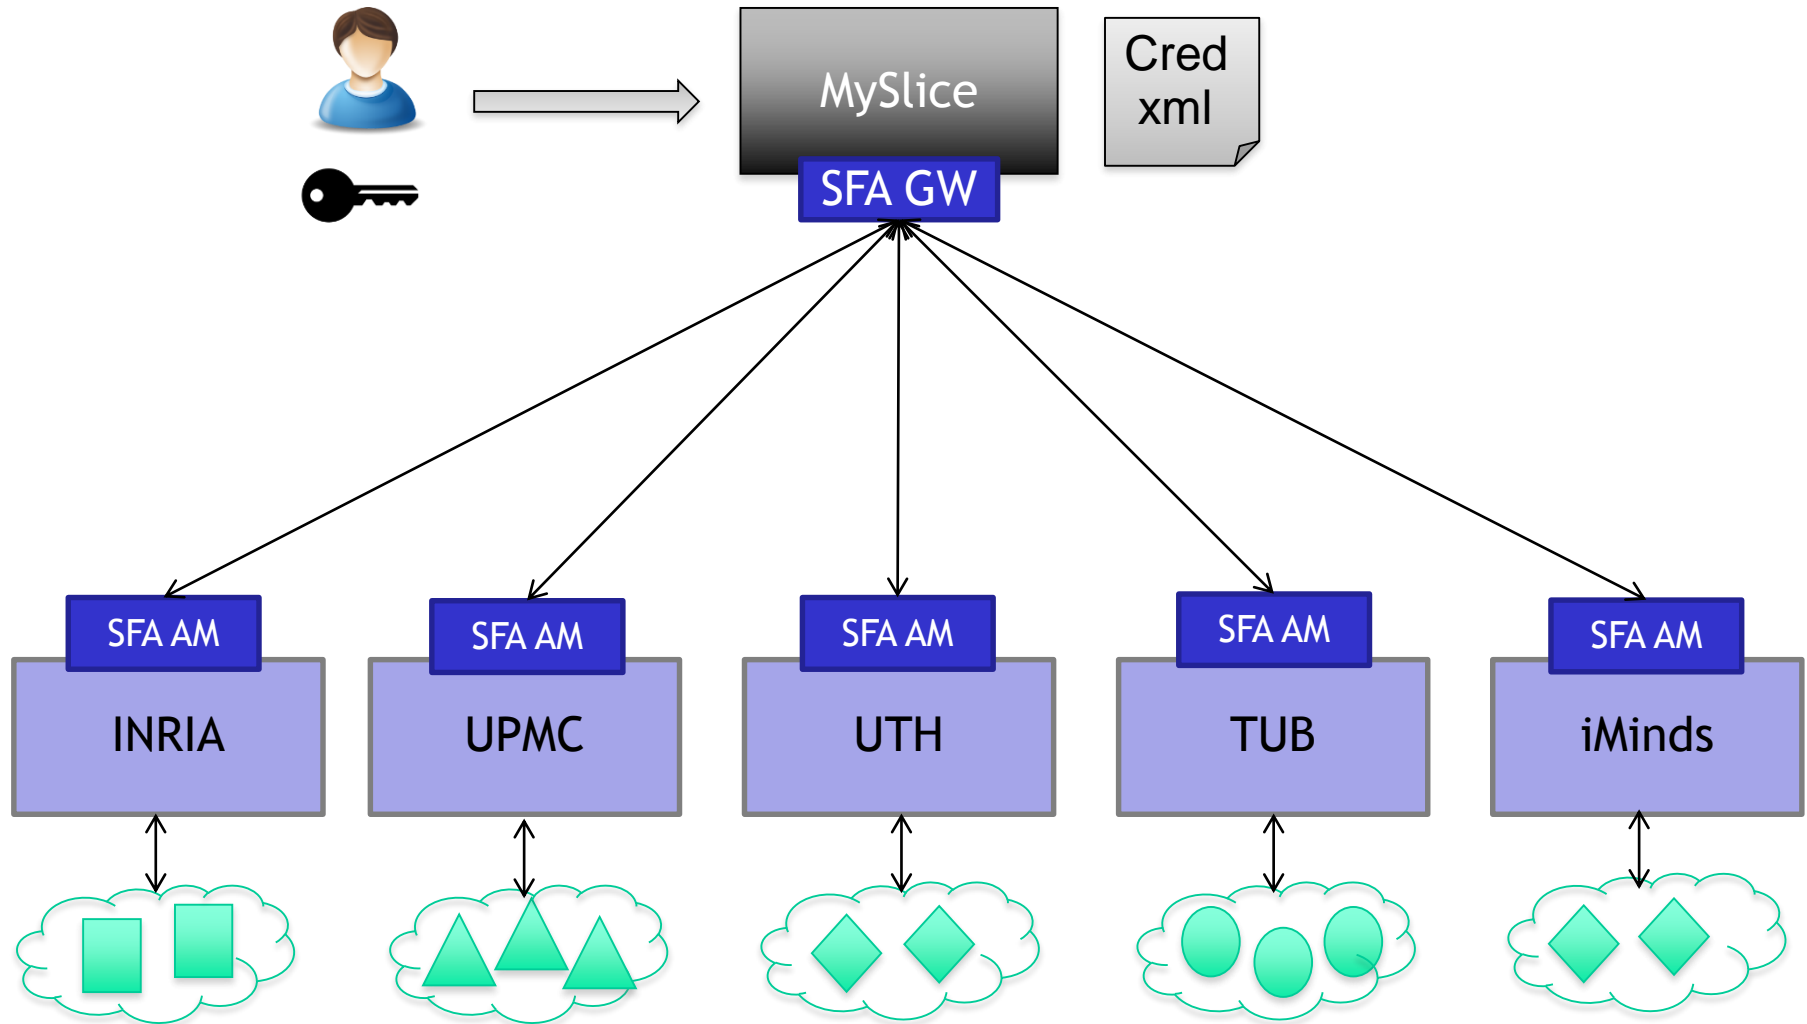 MySlice
Cred
xml
SFA GW
SFA AM
SFA AM
SFA AM
SFA AM
SFA AM
INRIA
UPMC
UTH
TUB
iMinds